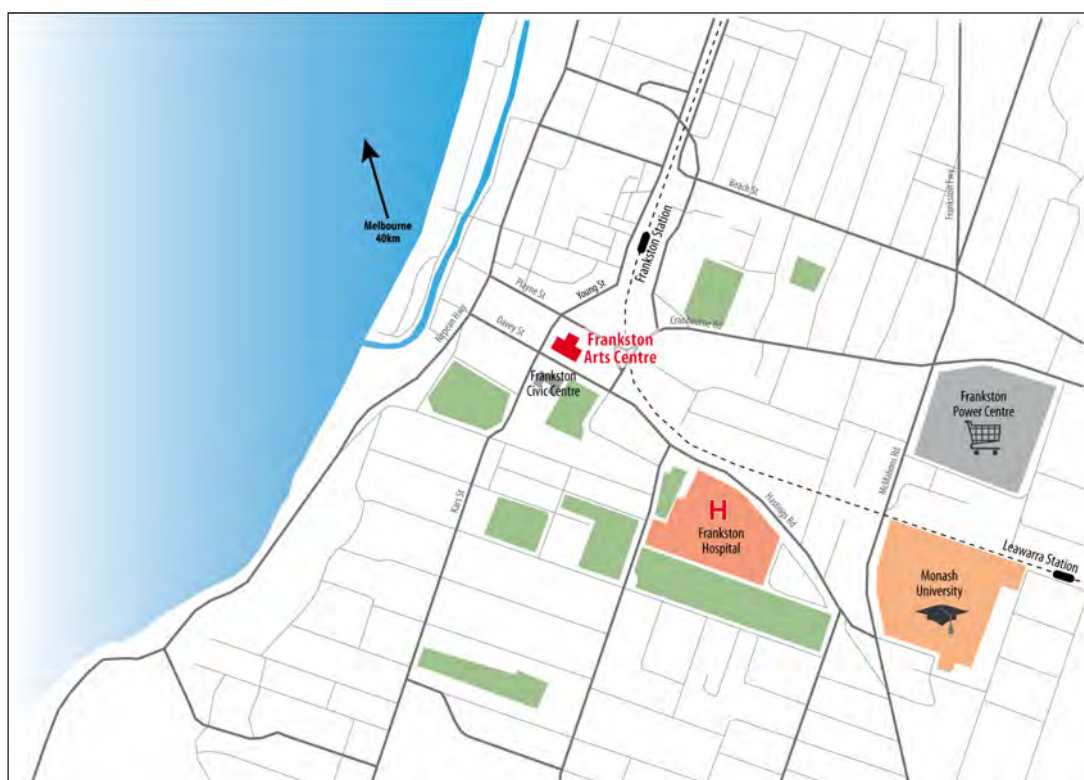 Beach St
Frankston Fwy
Melbourne
40km
Frankston Station
Playne St
Young St
Nepean Hwy
Davey St
Cranbourne Rd
Frankston
Arts Centre
Frankston
Civic Centre
Frankston
Power Centre
McMahons Rd
Kars St
Hastings Rd
H
Frankston
Hospital
Leawarra Station
Monash
University